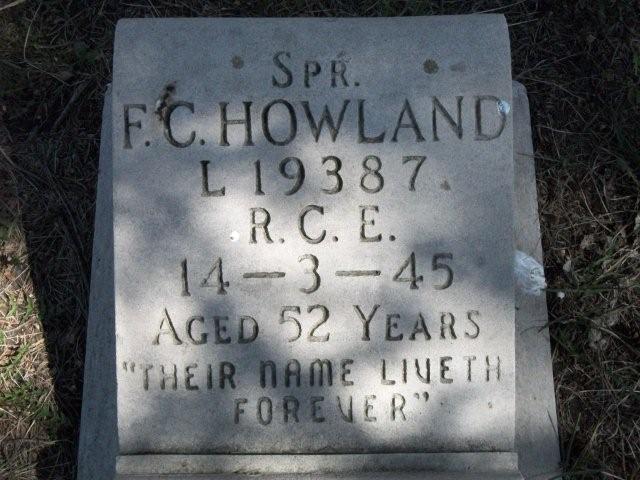 SPR.
F. C. HOWLAND
L 19387.
R. C. E.
14-3-45
AGED 52 YEARS
"THEIR NAME LIVETH
FOREVER"